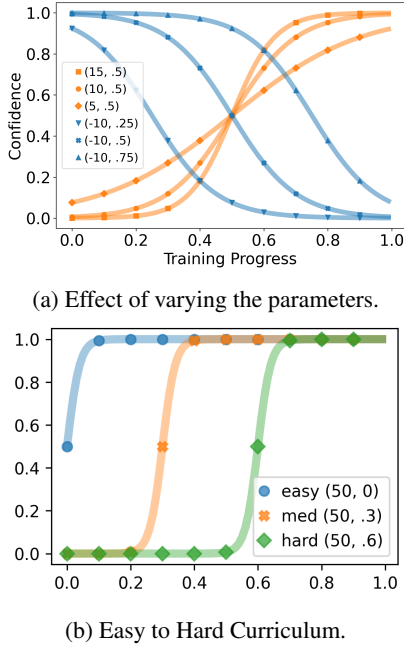 1.0
0.8
0.6
0.4
0.2
0.0
Confidence
(15, .5)
(10, .5)
(5, .5)
(-10, .25)
(-10, .5)
(-10, .75)
0.0 0.2 0.4 0.6 0.8 1.0
Training Progress
(a) Effect of varying the parameters.
1.0
0.8
0.6
0.4
0.2
0.0
easy (50, 0)
med (50, .3)
hard (50, .6)
0.0 0.2 0.4 0.6 0.8 1.0
(b) Easy to Hard Curriculum.